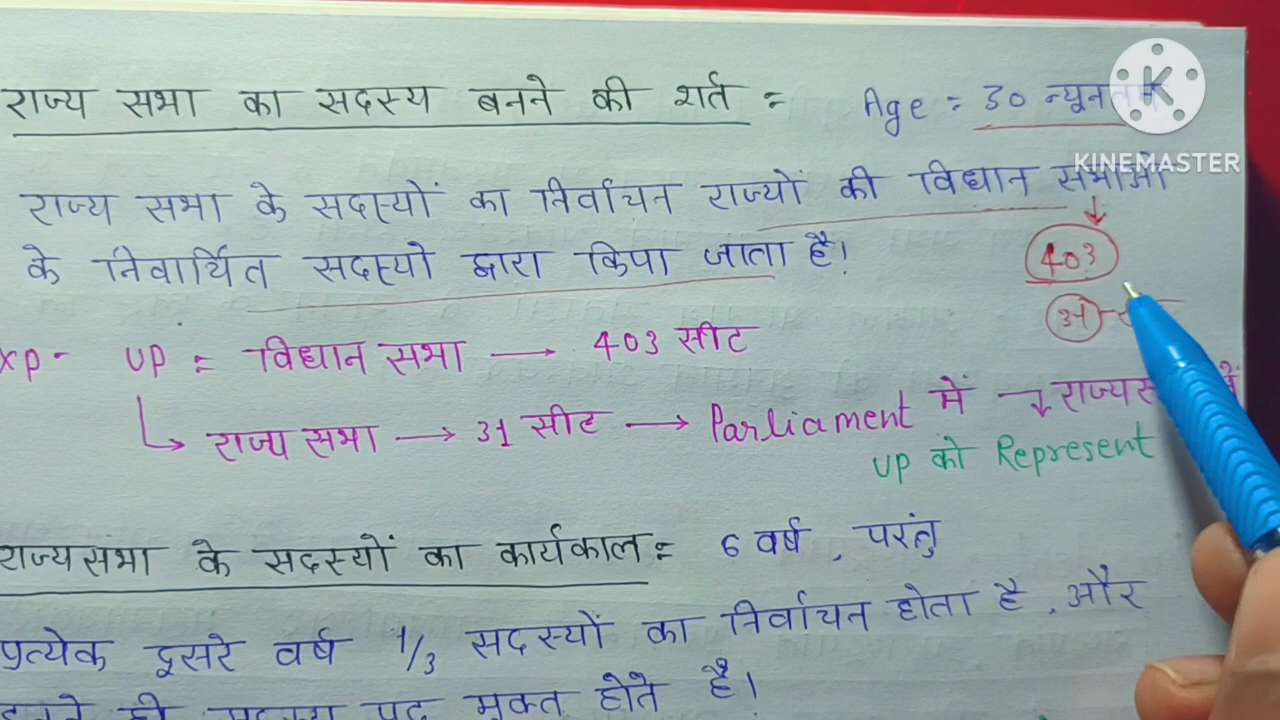 राज्य सभा का सदस्य बनने की शर्त = Age = 30
KINEMASTER
राज्य सभा के सदस्यों का निर्वाचन राज्यों की विधान सभाओ
के निवार्चित सदस्यो द्वारा किया जाता है।
403
31
xp- UP = विधान सभा → 403 सीट
↳ राज्य सभा → 31 सीट → Parliament में
UP को Represent
राज्यसभा के सदस्यों का कार्यकाल = 6 वर्ष, परंतु
प्रत्येक दूसरे वर्ष 1/3 सदस्यों का निर्वाचन होता है, और
पद मुक्त होते है।